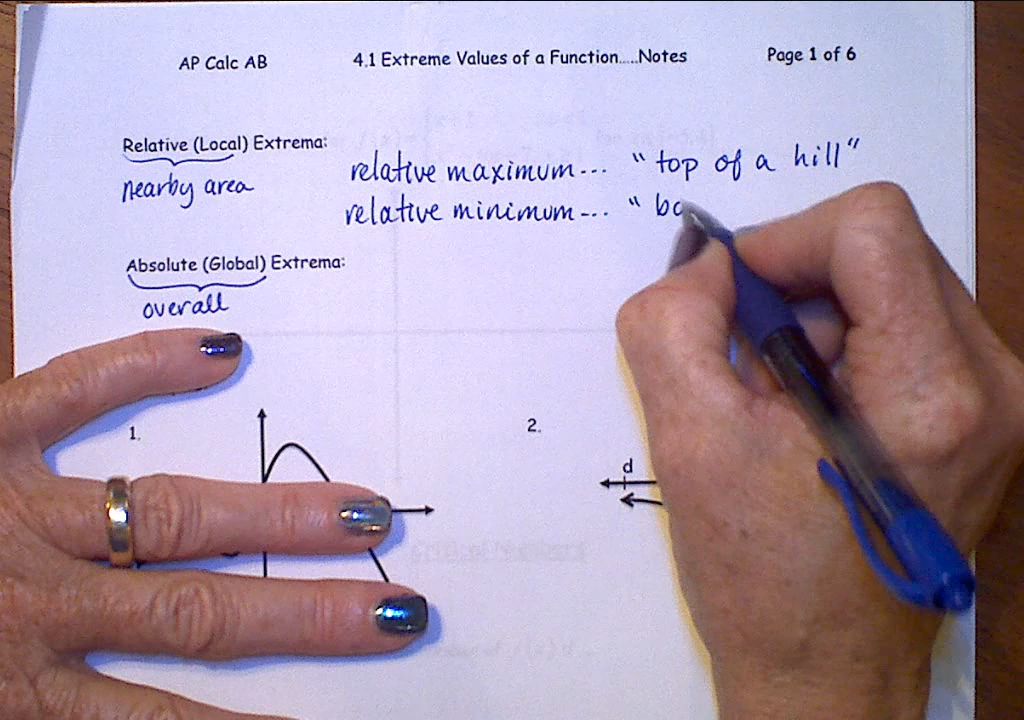 AP Calc AB 4.1 Extreme Values of a Function.....Notes Page 1 of 6
Relative (Local) Extrema:
nearby area
relative maximum... " top of a hill"
relative minimum... " bo
Absolute (Global) Extrema:
overall
1.
2.
d